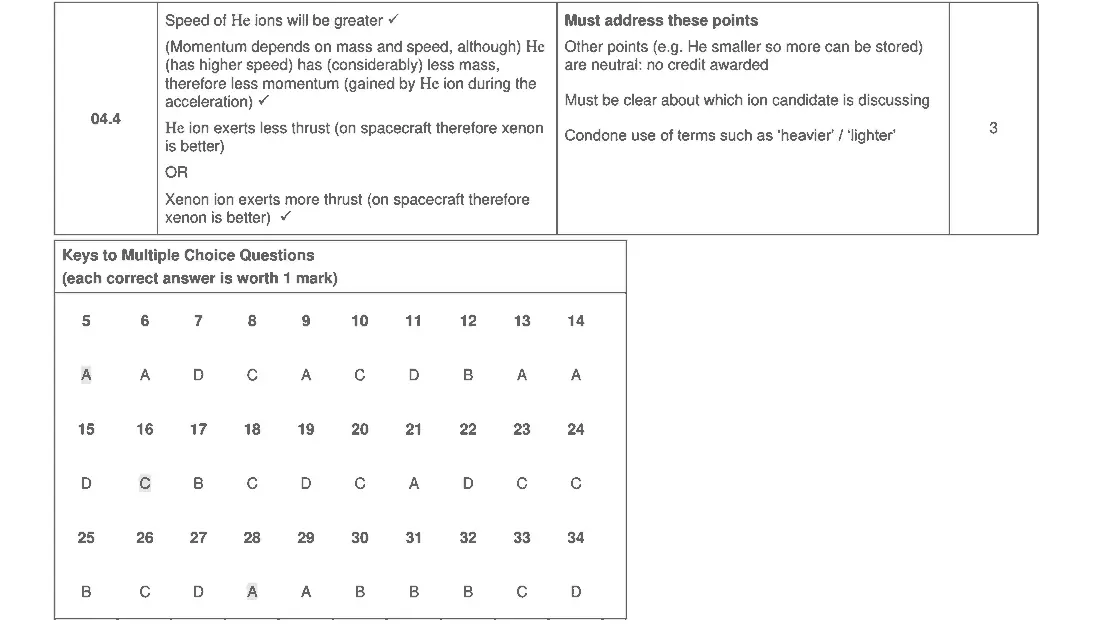 04.4
Speed of He ions will be greater ✓
(Momentum depends on mass and speed, although) He
(has higher speed) has (considerably) less mass,
therefore less momentum (gained by He ion during the
acceleration) ✓
He ion exerts less thrust (on spacecraft therefore xenon
is better)
OR
Xenon ion exerts more thrust (on spacecraft therefore
xenon is better) ✓
Must address these points
Other points (e.g. He smaller so more can be stored)
are neutral: no credit awarded
Must be clear about which ion candidate is discussing
Condone use of terms such as 'heavier' / 'lighter'
3
Keys to Multiple Choice Questions
(each correct answer is worth 1 mark)
5 6 7 8 9 10 11 12 13 14
A A D C A C D B A A
15 16 17 18 19 20 21 22 23 24
D C B C D C A D C C
25 26 27 28 29 30 31 32 33 34
B C D A A B B B C D